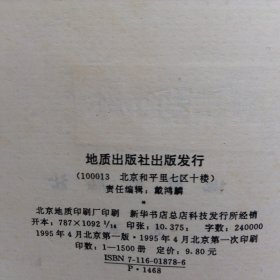 地质出版社出版发行
(100013 北京和平里七区十楼)
责任编辑：戴鸿麟
北京地质印刷厂印刷 新华书店总店科技发行所经销
开本：787×1092 1/16 印张：10.375 字数：240000
1995年4月北京第一版·1995年4月北京第一次印刷
印数：1—1500册 定价：9.80元
ISBN 7-116-01878-6
P·1468